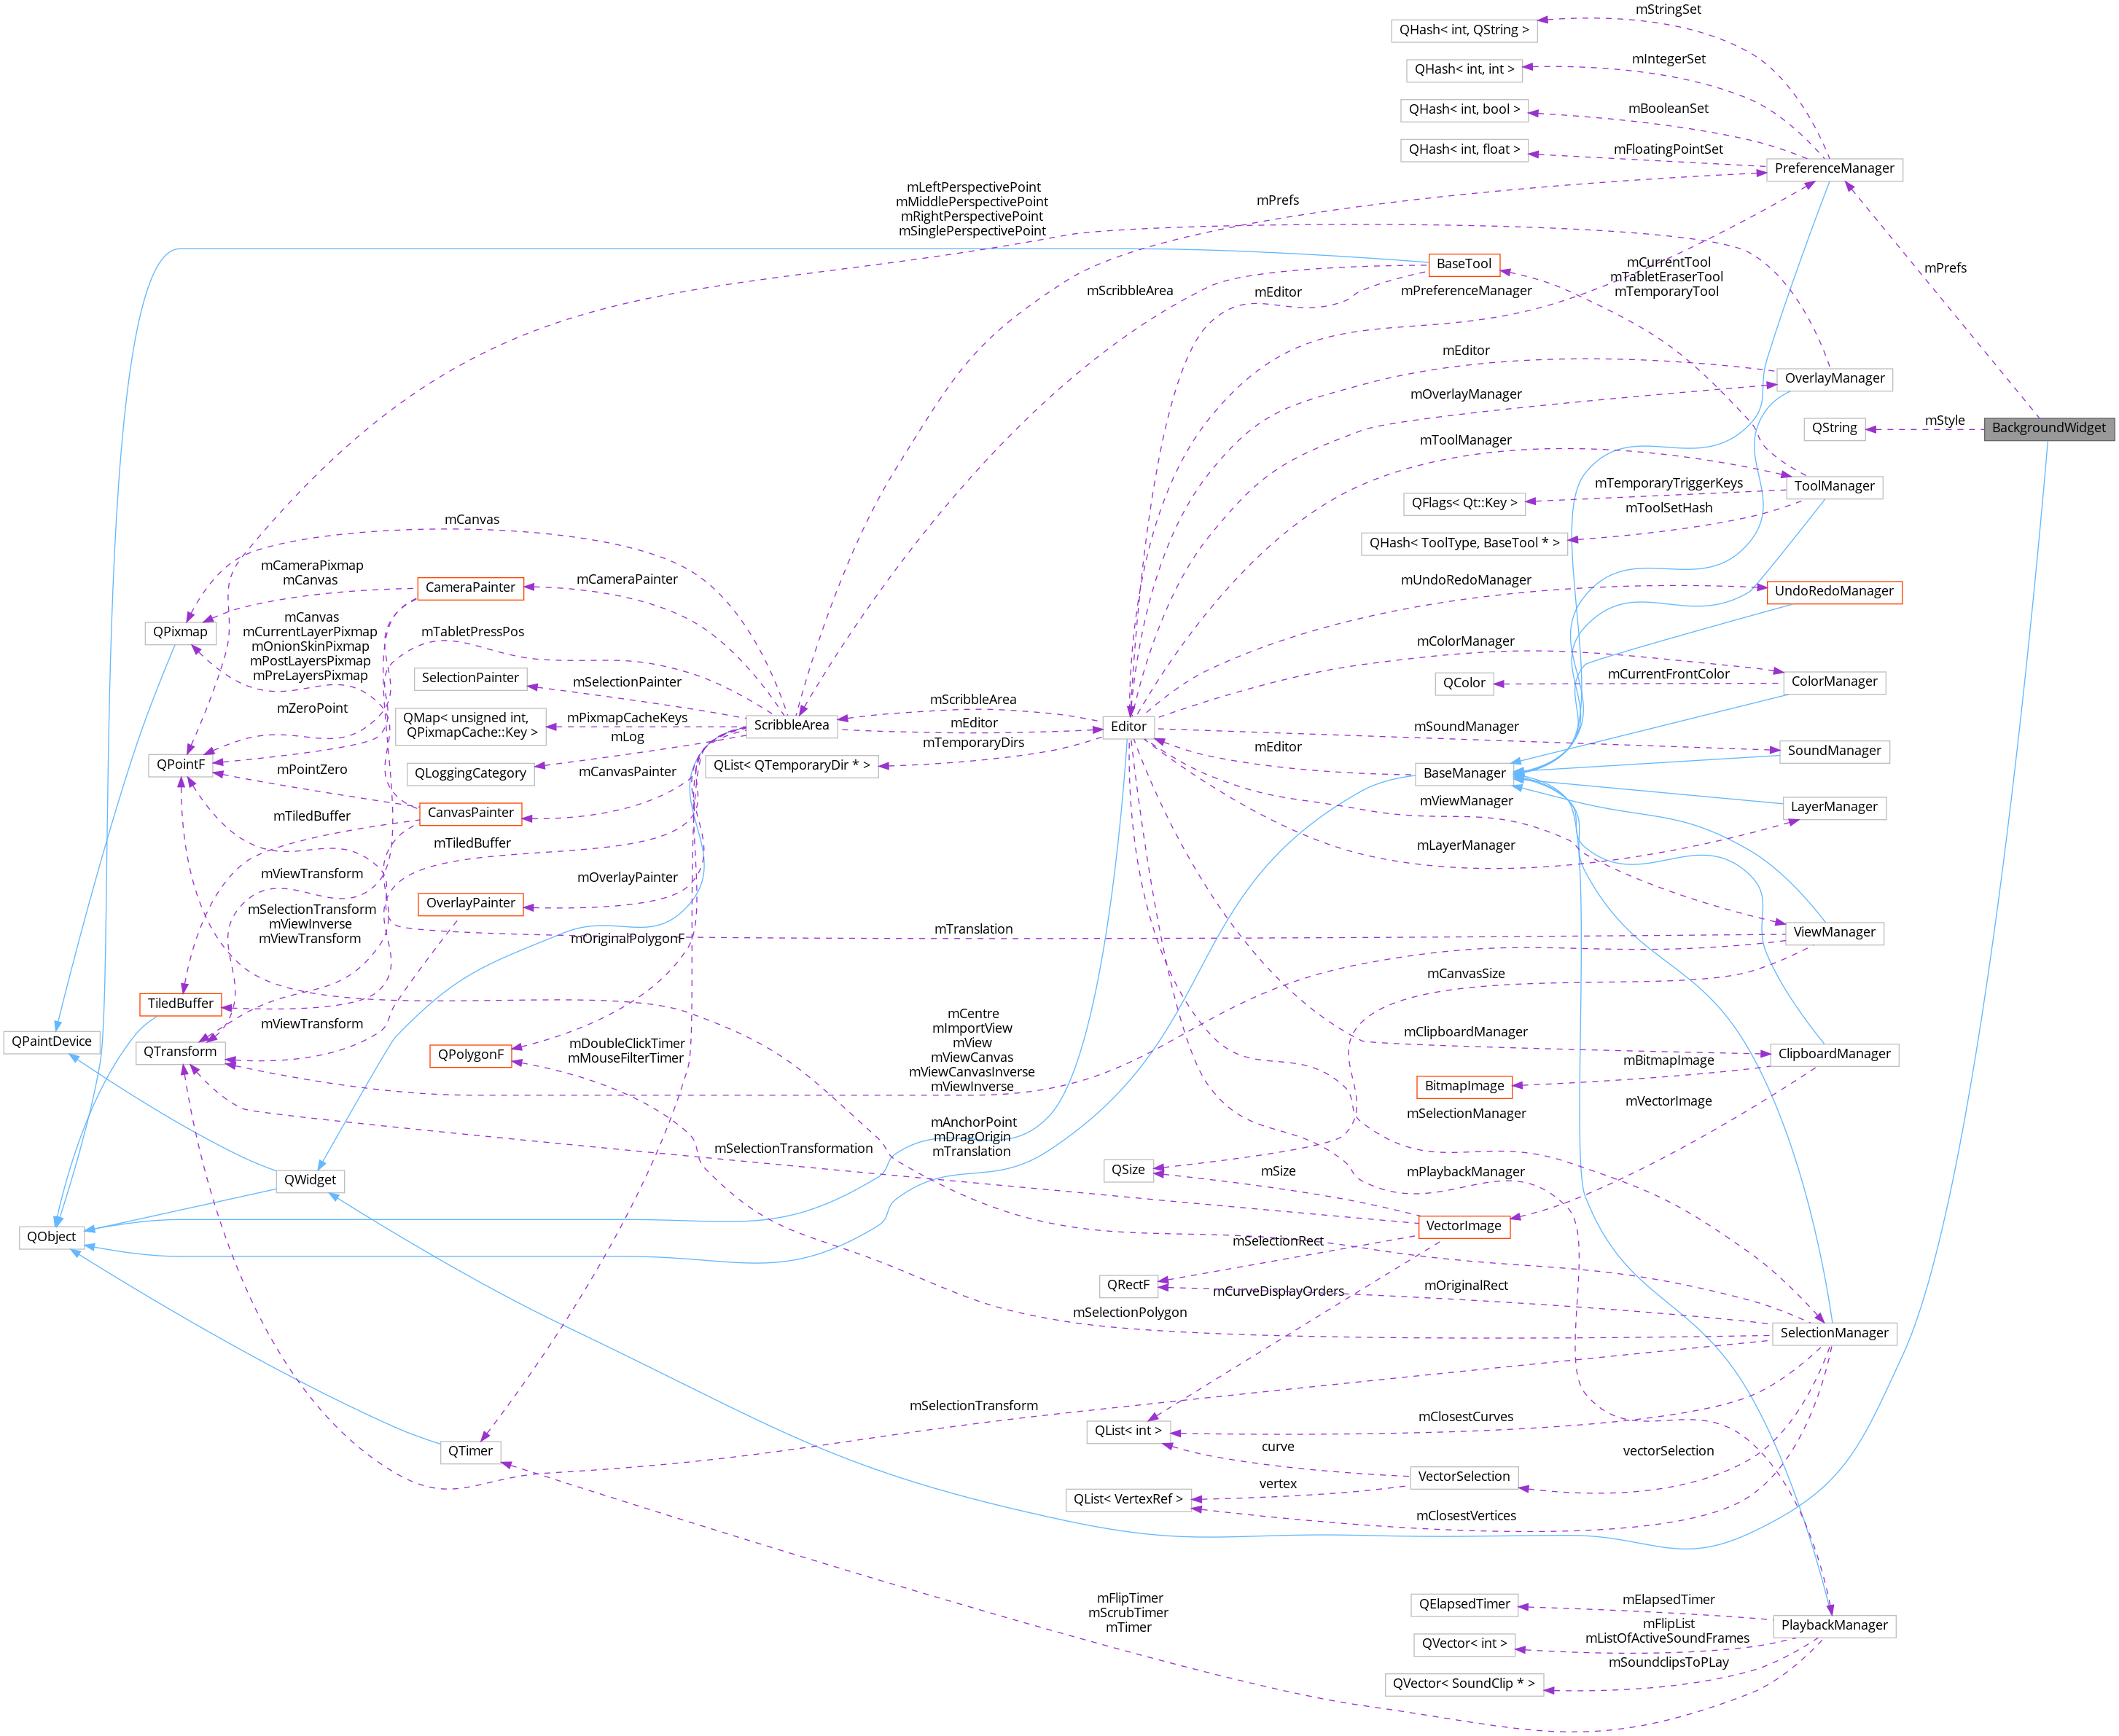 mStringSet
QHash< int, QString >
mIntegerSet
QHash< int, int >
mBooleanSet
QHash< int, bool >
mFloatingPointSet
QHash< int, float >
PreferenceManager
mLeftPerspectivePoint
mMiddlePerspectivePoint
mRightPerspectivePoint
mSinglePerspectivePoint
mPrefs
BaseTool
mCurrentTool
mTabletEraserTool
mTemporaryTool
mPrefs
mScribbleArea
mEditor
mPreferenceManager
mEditor
OverlayManager
mOverlayManager
QString
mStyle
BackgroundWidget
mToolManager
ToolManager
mTemporaryTriggerKeys
QFlags< Qt::Key >
mToolSetHash
QHash< ToolType, BaseTool * >
mCanvas
mCameraPixmap
mCanvas
CameraPainter
mCameraPainter
mUndoRedoManager
UndoRedoManager
QPixmap
mCanvas
mCurrentLayerPixmap
mOnionSkinPixmap
mPostLayersPixmap
mPreLayersPixmap
mTabletPressPos
SelectionPainter
mSelectionPainter
mColorManager
QColor
mCurrentFrontColor
ColorManager
mZeroPoint
QMap< unsigned int,
QPixmapCache::Key >
mPixmapCacheKeys
mLog
ScribbleArea
mScribbleArea
mEditor
Editor
mSoundManager
SoundManager
mTemporaryDirs
QList< QTemporaryDir * >
mEditor
BaseManager
QPointF
mPointZero
QLoggingCategory
mCanvasPainter
mViewManager
LayerManager
mTiledBuffer
CanvasPainter
mTiledBuffer
mLayerManager
mViewTransform
OverlayPainter
mOverlayPainter
mSelectionTransform
mViewInverse
mViewTransform
mOriginalPolygonF
mTranslation
ViewManager
mCanvasSize
TiledBuffer
QPaintDevice
QTransform
mViewTransform
QPolygonF
mDoubleClickTimer
mMouseFilterTimer
mCentre
mImportView
mView
mViewCanvas
mViewCanvasInverse
mViewInverse
mClipboardManager
ClipboardManager
BitmapImage
mBitmapImage
mVectorImage
mSelectionManager
mSelectionTransformation
mAnchorPoint
mDragOrigin
mTranslation
QSize
mSize
mPlaybackManager
QWidget
QObject
VectorImage
mSelectionRect
QRectF
mCurveDisplayOrders
mOriginalRect
mSelectionPolygon
SelectionManager
mSelectionTransform
QList< int >
mClosestCurves
QTimer
curve
VectorSelection
vectorSelection
QList< VertexRef >
vertex
mClosestVertices
mFlipTimer
mScrubTimer
mTimer
QElapsedTimer
mElapsedTimer
PlaybackManager
QVector< int >
mFlipList
mListOfActiveSoundFrames
QVector< SoundClip * >
mSoundclipsToPLay